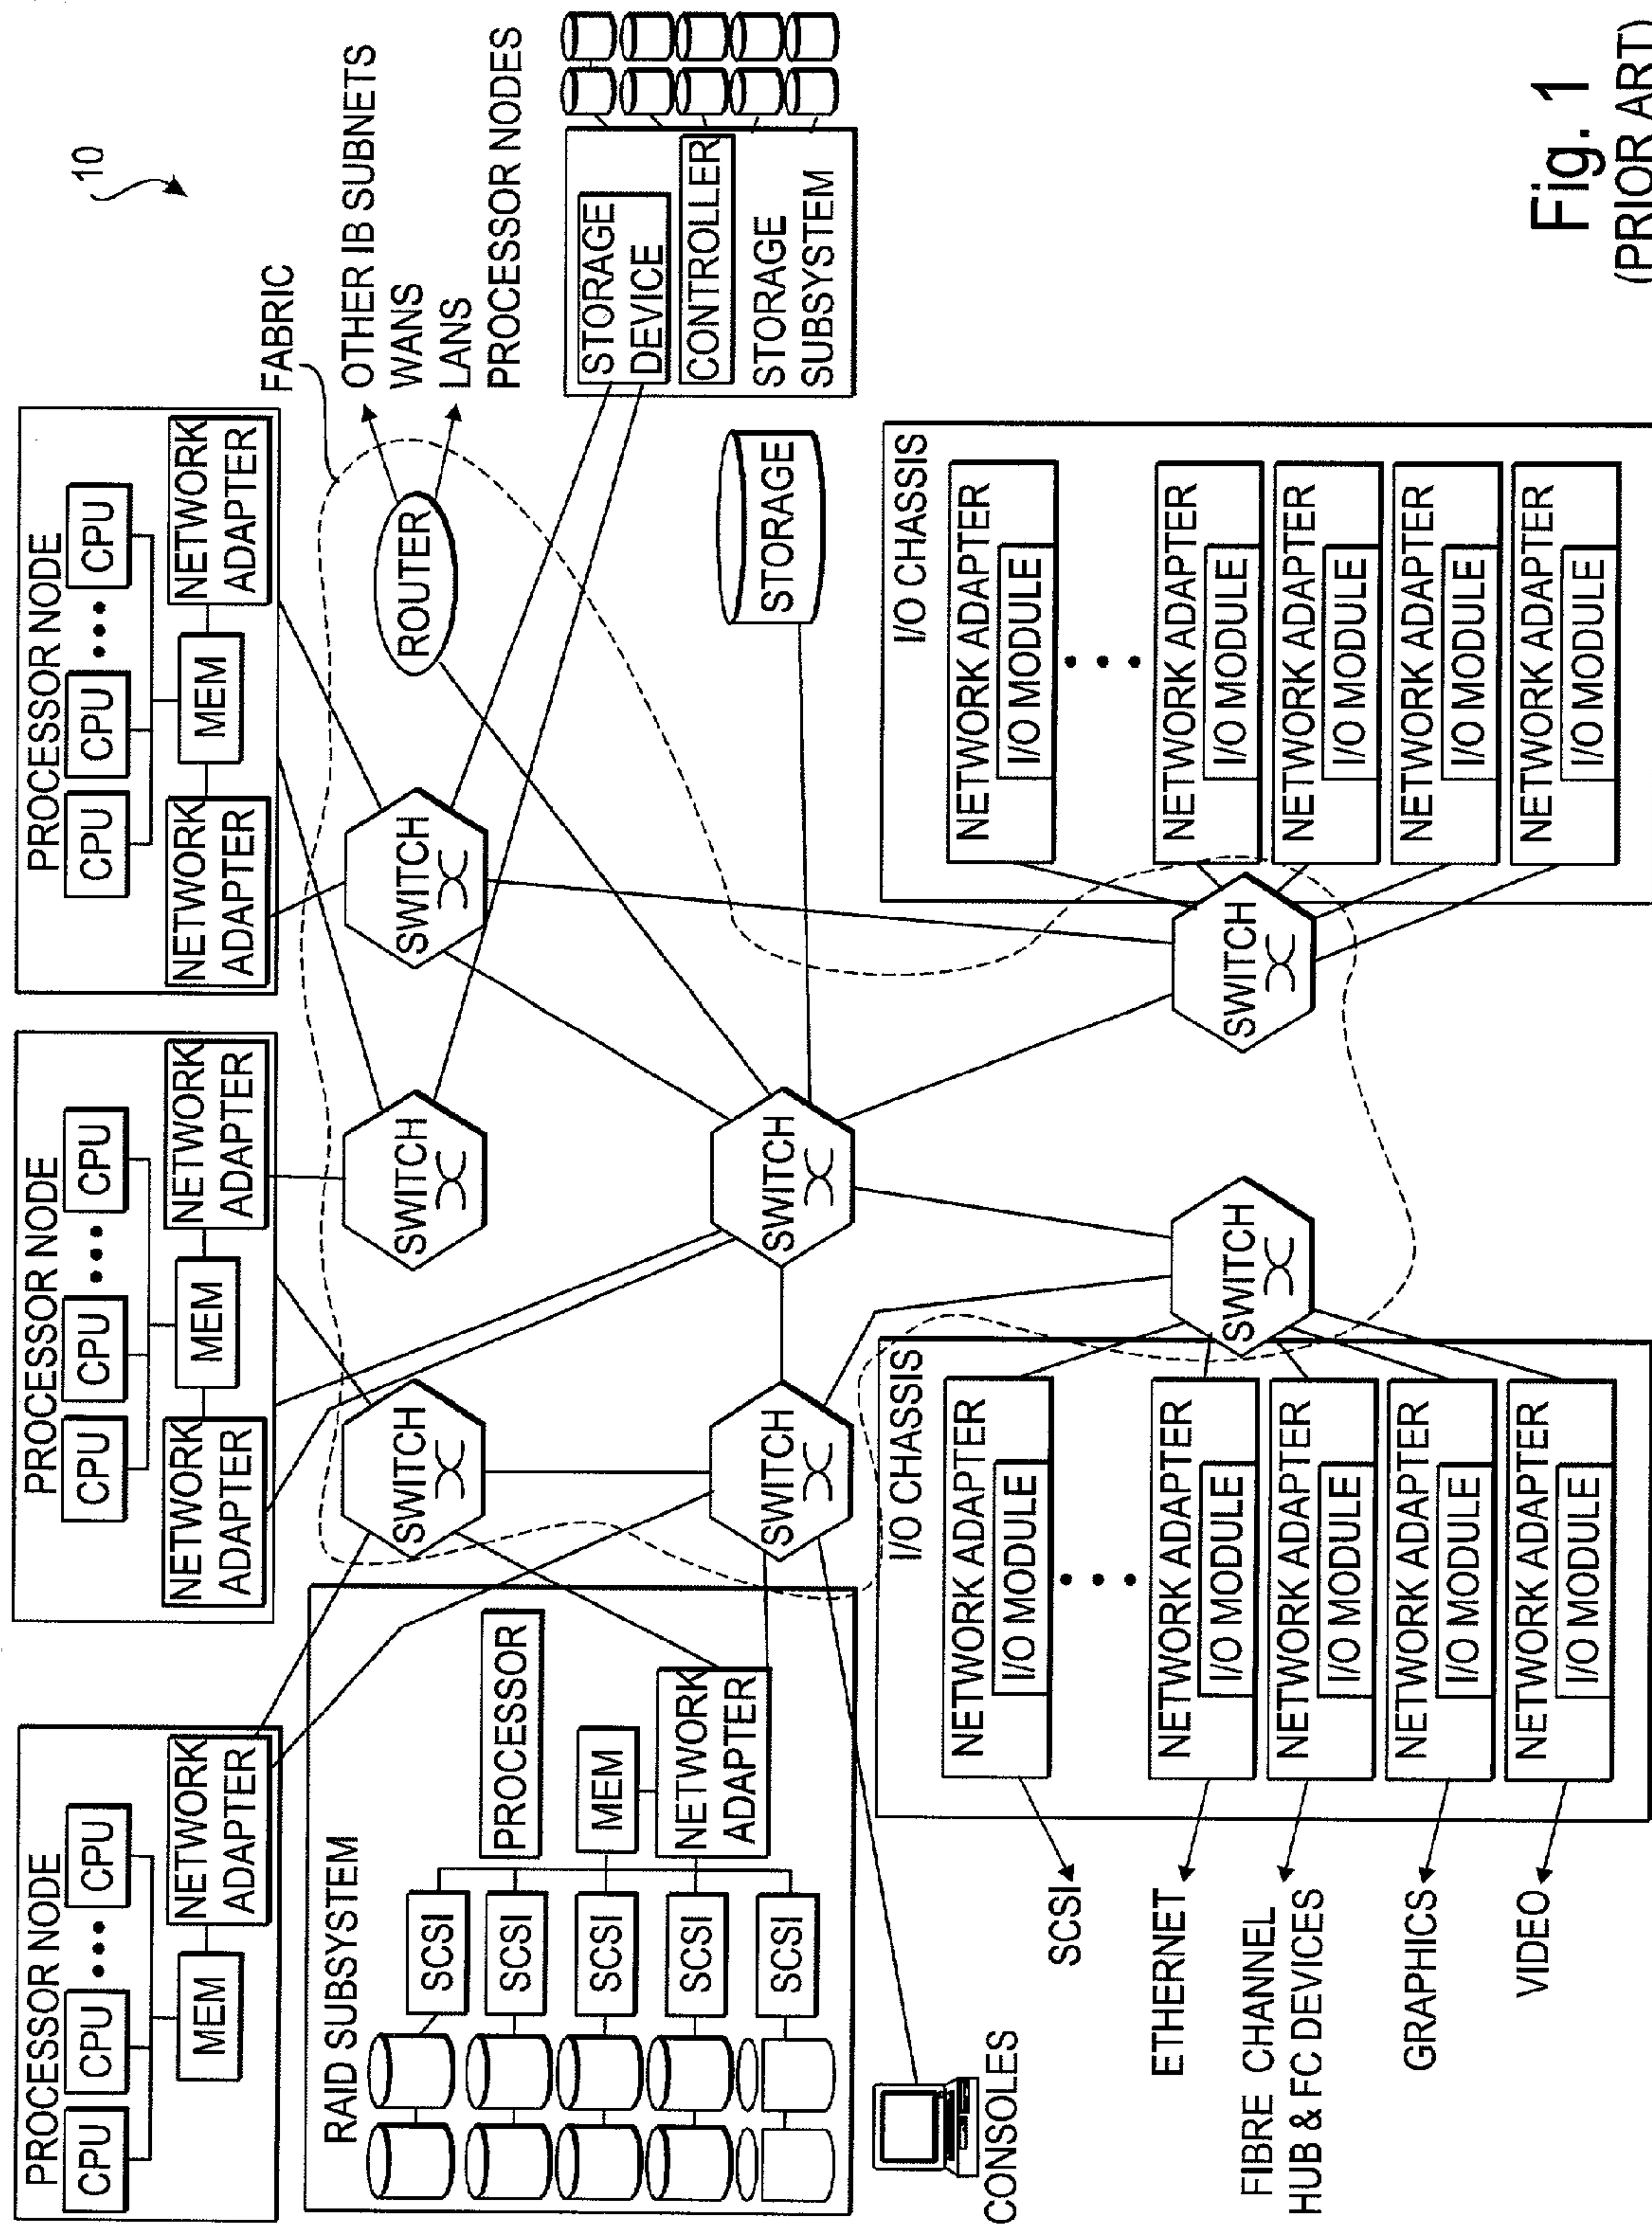 10
PROCESSOR NODE
CPU
CPU
CPU
MEM
NETWORK
ADAPTER
PROCESSOR NODE
CPU
CPU
CPU
NETWORK
ADAPTER
MEM
NETWORK
ADAPTER
PROCESSOR NODE
CPU
CPU
CPU
NETWORK
ADAPTER
MEM
NETWORK
ADAPTER
FABRIC
OTHER IB SUBNETS
WANS
LANS
PROCESSOR NODES
RAID SUBSYSTEM
SCSI
SCSI
SCSI
SCSI
SCSI
PROCESSOR
MEM
NETWORK
ADAPTER
SWITCH
SWITCH
SWITCH
ROUTER
STORAGE
DEVICE
CONTROLLER
STORAGE
SUBSYSTEM
SWITCH
SWITCH
STORAGE
CONSOLES
SWITCH
SWITCH
I/O CHASSIS
NETWORK ADAPTER
I/O MODULE
NETWORK ADAPTER
I/O MODULE
NETWORK ADAPTER
I/O MODULE
NETWORK ADAPTER
I/O MODULE
NETWORK ADAPTER
I/O MODULE
SCSI
ETHERNET
FIBRE CHANNEL
HUB & FC DEVICES
GRAPHICS
VIDEO
I/O CHASSIS
NETWORK ADAPTER
I/O MODULE
NETWORK ADAPTER
I/O MODULE
NETWORK ADAPTER
I/O MODULE
NETWORK ADAPTER
I/O MODULE
NETWORK ADAPTER
I/O MODULE
Fig. 1
(PRIOR ART)